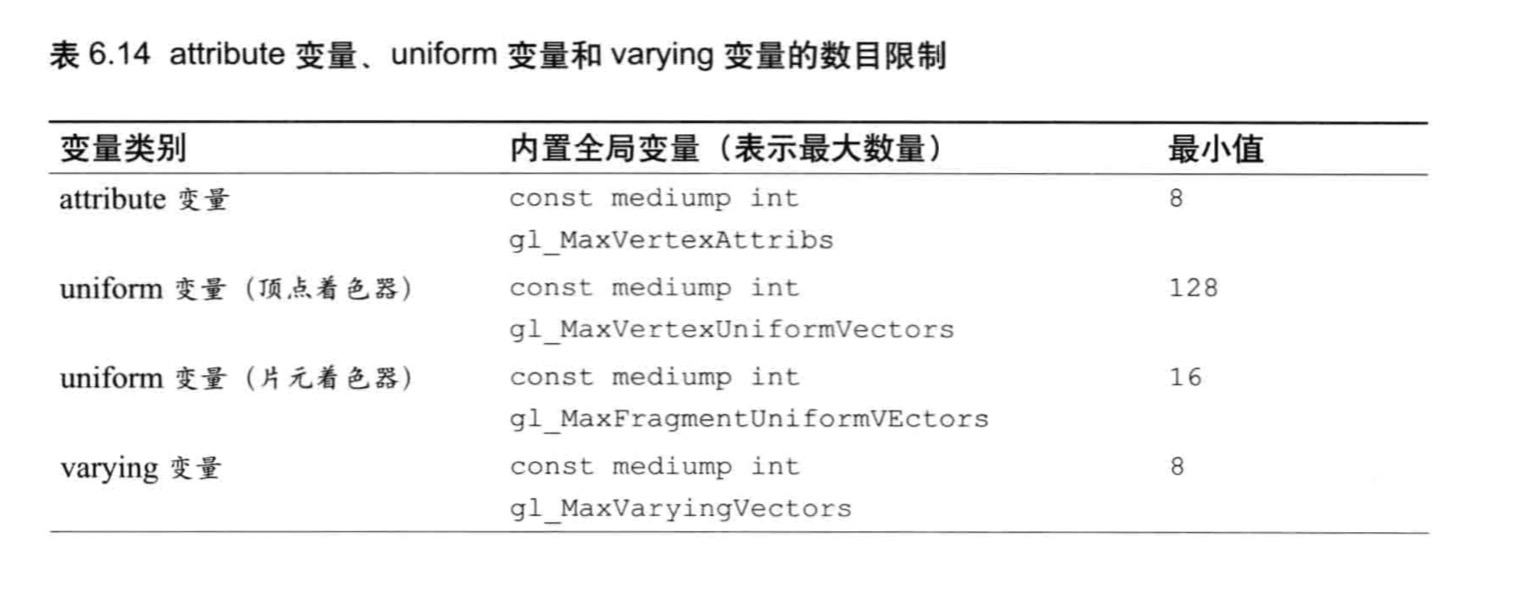 表 6.14 attribute 变量、uniform 变量和 varying 变量的数目限制
变量类别 内置全局变量（表示最大数量） 最小值
attribute 变量 const mediump int 8
gl_MaxVertexAttribs
uniform 变量（顶点着色器） const mediump int 128
gl_MaxVertexUniformVectors
uniform 变量（片元着色器） const mediump int 16
gl_MaxFragmentUniformVEctors
varying 变量 const mediump int 8
gl_MaxVaryingVectors